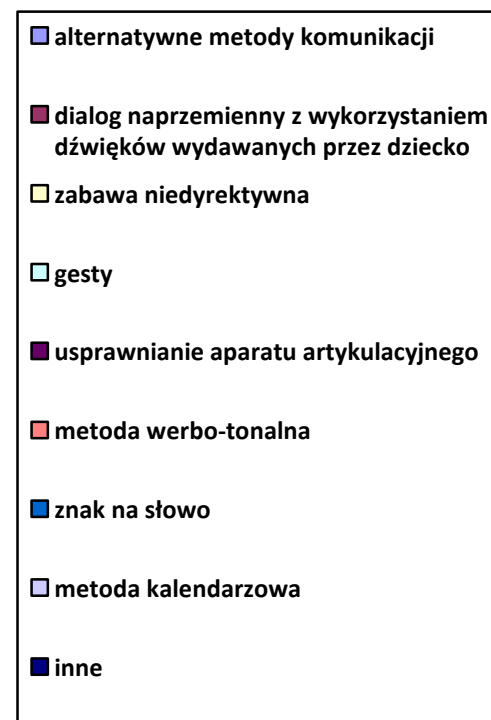 alternatywne metody komunikacji
dialog naprzemienny z wykorzystaniem
dźwięków wydawanych przez dziecko
zabawa niedyrektywna
gesty
usprawnianie aparatu artykulacyjnego
metoda werbo-tonalna
znak na słowo
metoda kalendarzowa
inne